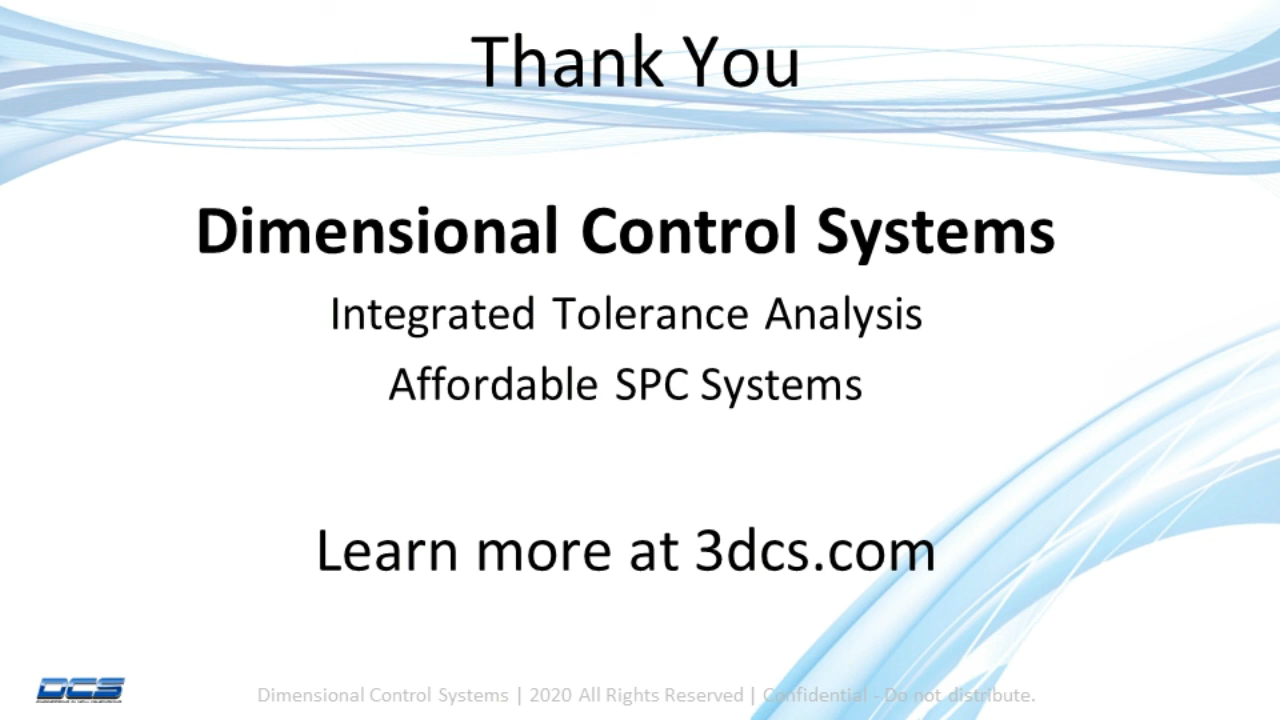 Thank You
Dimensional Control Systems
Integrated Tolerance Analysis
Affordable SPC Systems
Learn more at 3dcs.com
DCS
Dimensional Control Systems | 2020 All Rights Reserved | Confidential - Do not distribute.